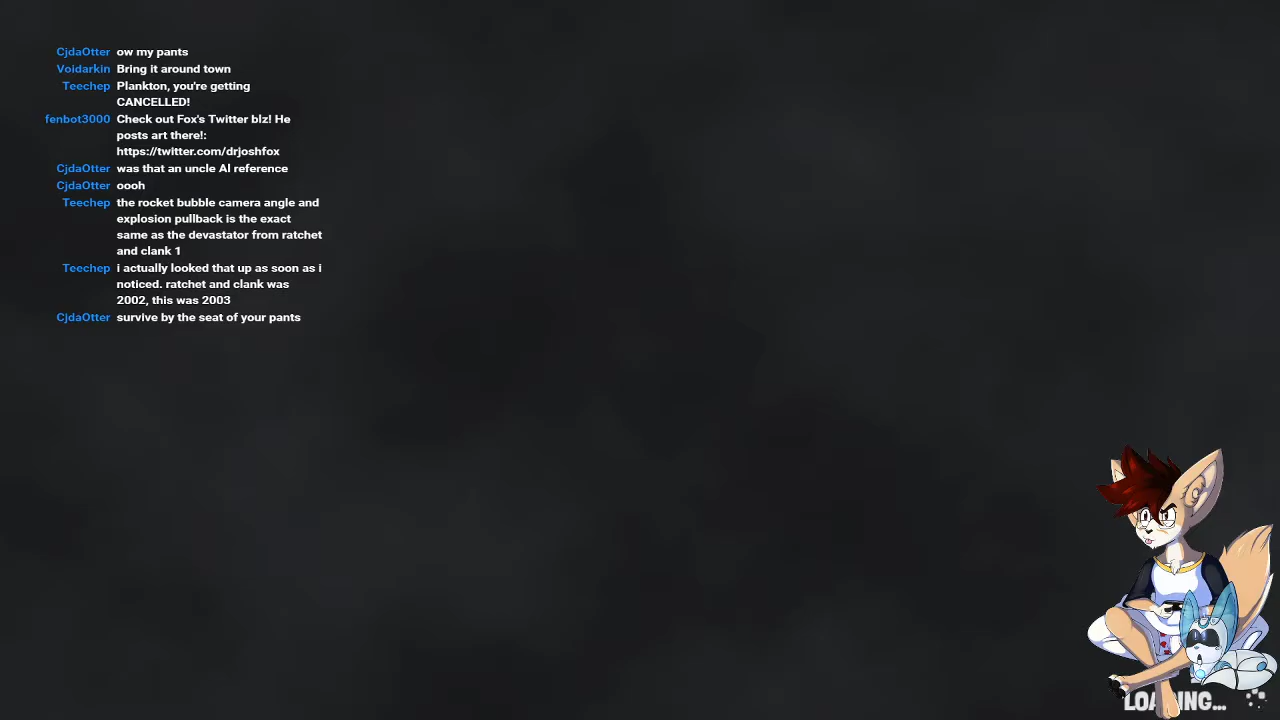 CjdaOtter ow my pants
Voidarkin Bring it around town
Teechep Plankton, you're getting
CANCELLED!
fenbot3000 Check out Fox's Twitter blz! He
posts art there!:
https://twitter.com/drjoshfox
CjdaOtter was that an uncle Al reference
CjdaOtter oooh
Teechep the rocket bubble camera angle and
explosion pullback is the exact
same as the devastator from ratchet
and clank 1
Teechep i actually looked that up as soon as i
noticed. ratchet and clank was
2002, this was 2003
CjdaOtter survive by the seat of your pants
LOADING...